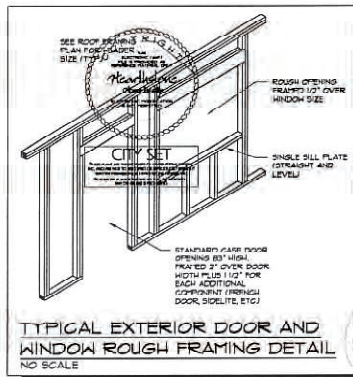 SEE ROOF FRAMING
PLAN FOR HEADER
SIZE (TYP.)
ROUGH OPENING
FRAMED 1/2" OVER
WINDOW SIZE
CITY SET
SINGLE SILL PLATE
(STRAIGHT AND
LEVEL)
STANDARD CASE DOOR
OPENING 83" HIGH,
FRAMED 2" OVER DOOR
WIDTH PLUS 1 1/2" FOR
EACH ADDITIONAL
COMPONENT (FRENCH
DOOR, SIDELITE, ETC.)
TYPICAL EXTERIOR DOOR AND
WINDOW ROUGH FRAMING DETAIL
NO SCALE